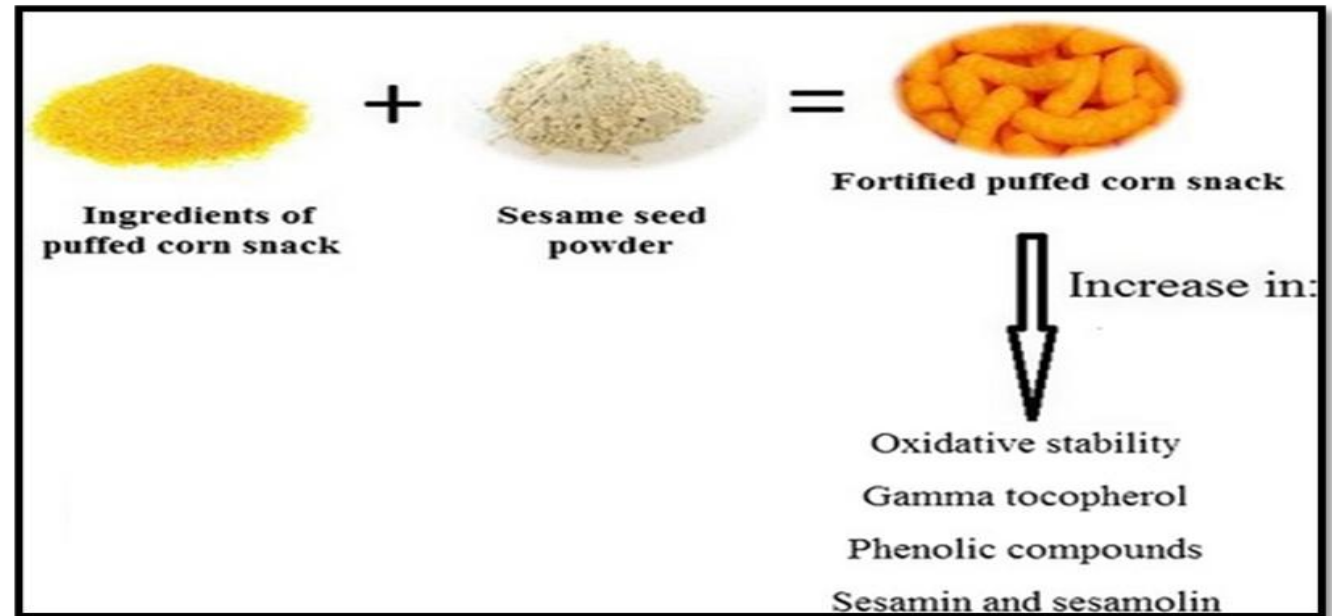 +
=
Ingredients of
puffed corn snack
Sesame seed
powder
Fortified puffed corn snack
Increase in:
Oxidative stability
Gamma tocopherol
Phenolic compounds
Sesamin and sesamolin